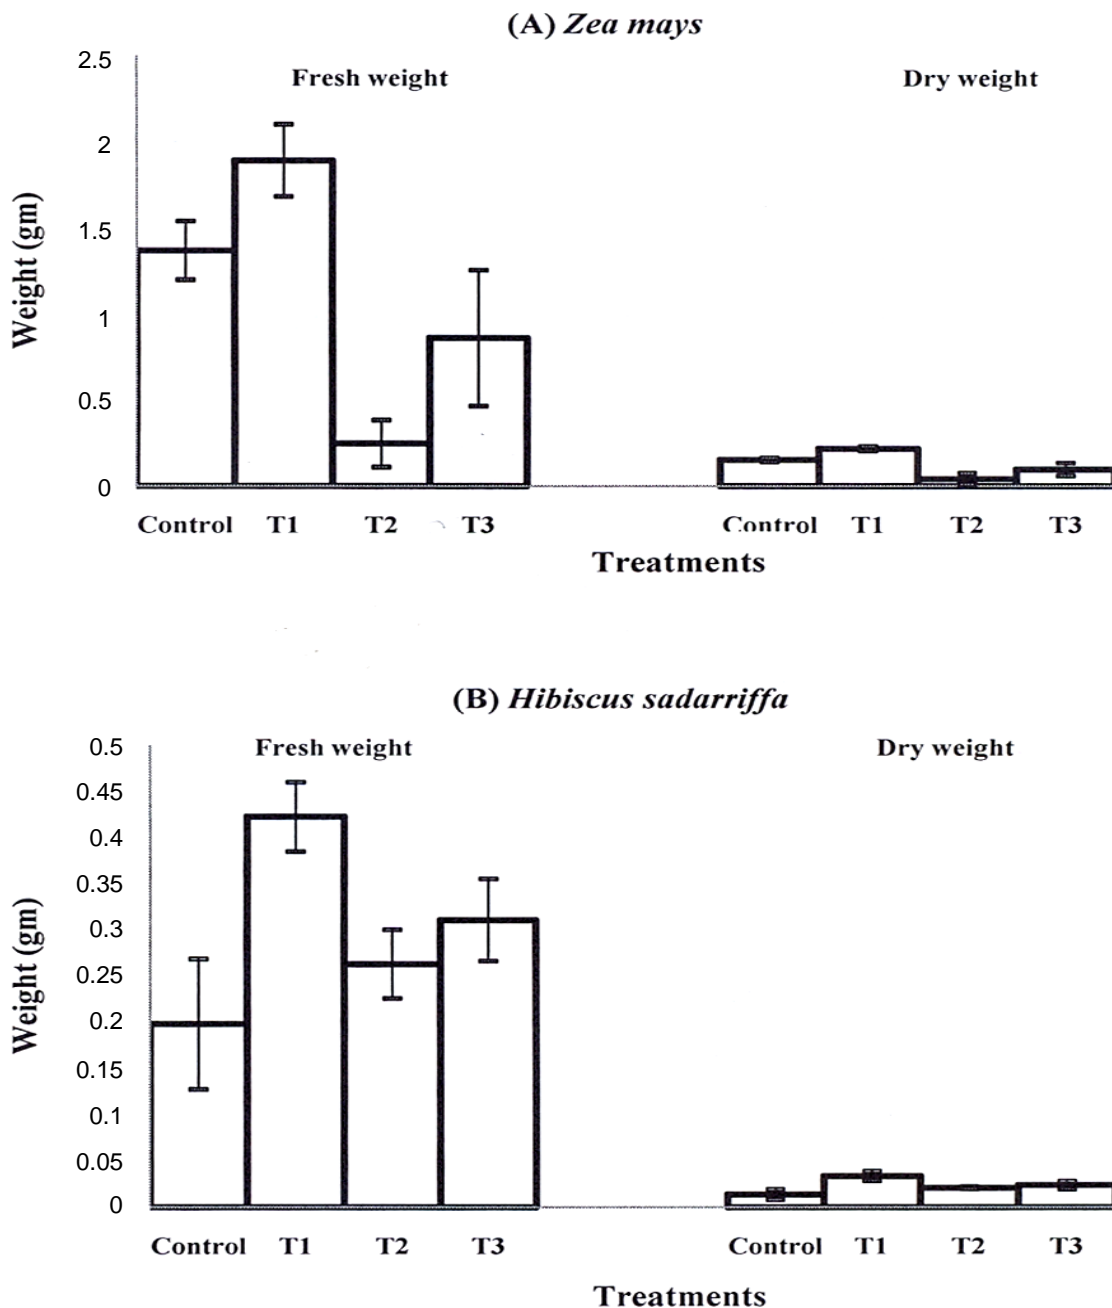 (A) Zea mays
Fresh weight Dry weight
2.5
2
1.5
1
0.5
0
Weight (gm)
Control T1 T2 T3 Control T1 T2 T3
Treatments
(B) Hibiscus sadarriffa
Fresh weight Dry weight
0.5
0.45
0.4
0.35
0.3
0.25
0.2
0.15
0.1
0.05
0
Weight (gm)
Control T1 T2 T3 Control T1 T2 T3
Treatments